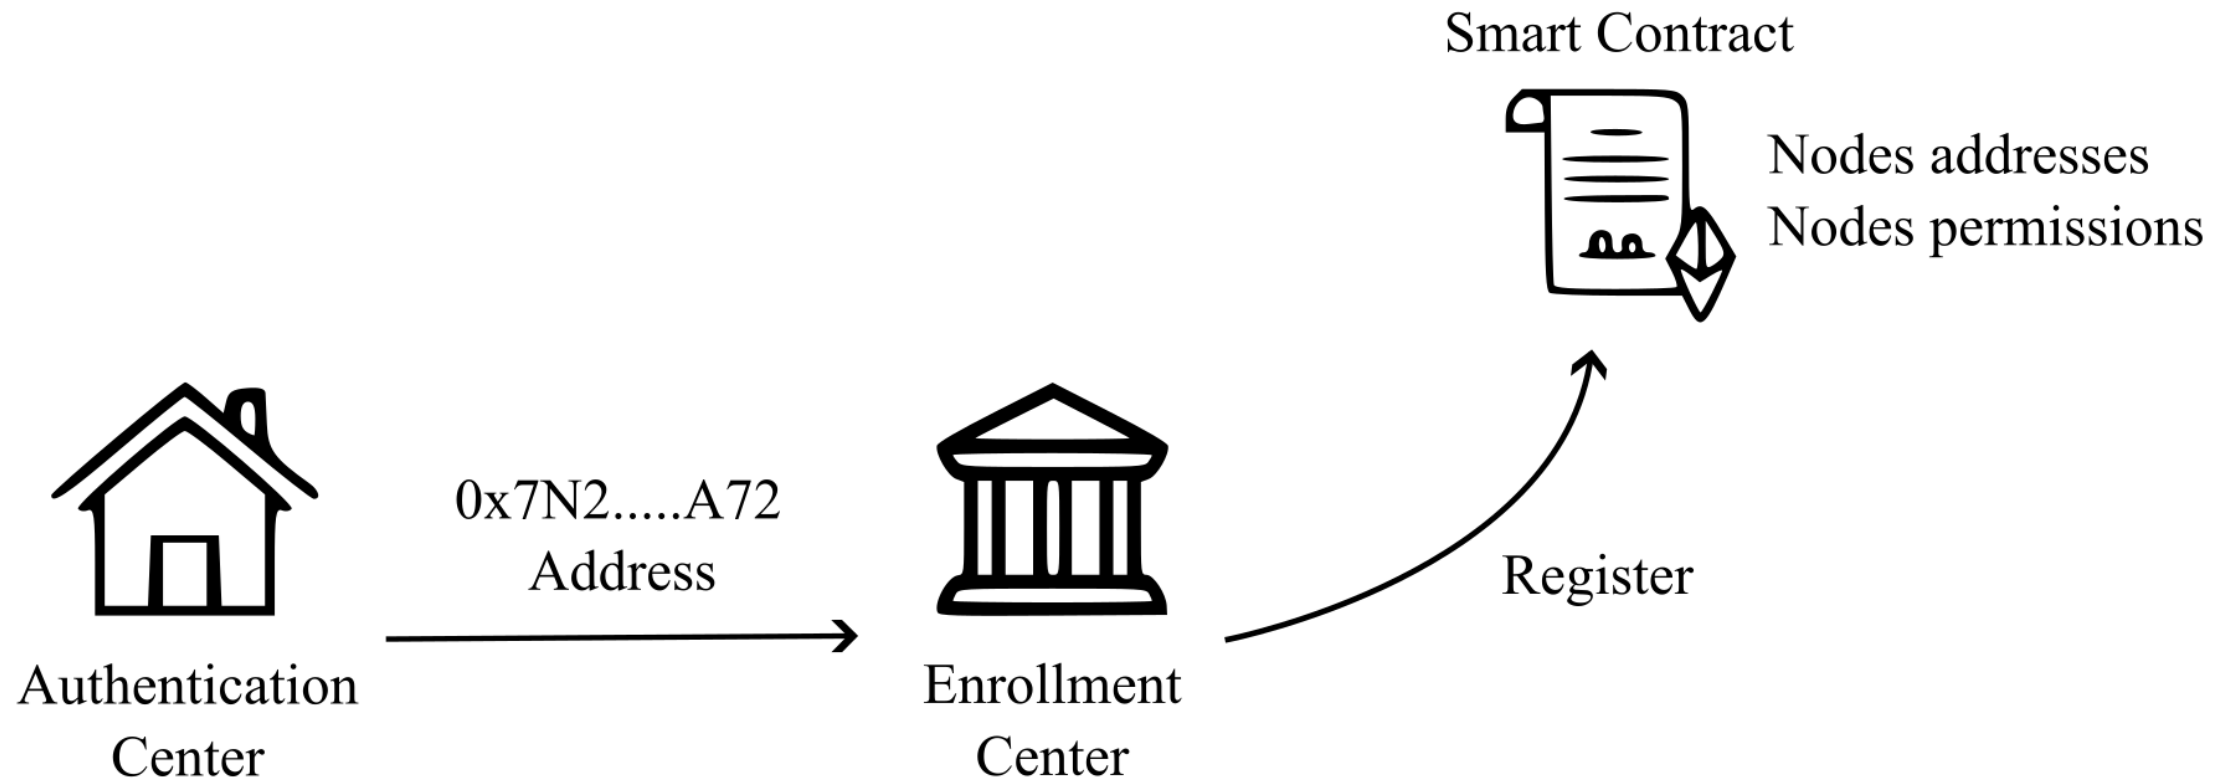 Smart Contract
Nodes addresses
Nodes permissions
0x7N2.....A72
Address
Register
Authentication
Center
Enrollment
Center